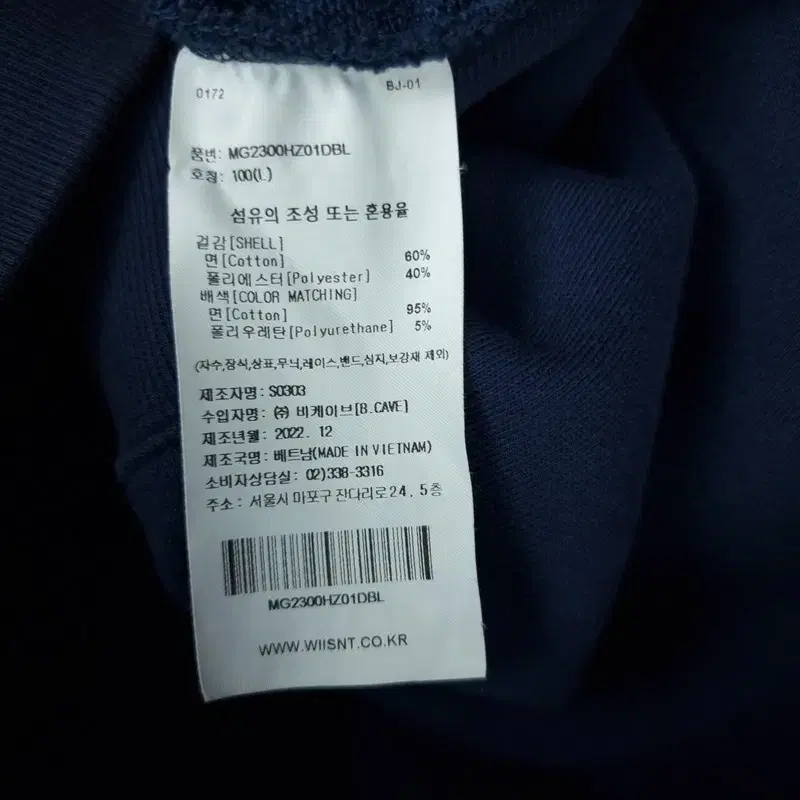 0172 BJ-01
품번: MG2300HZ01DBL
호칭: 100(L)
섬유의 조성 또는 혼용율
겉감[SHELL]
면[Cotton] 60%
폴리에스터[Polyester] 40%
배색[COLOR MATCHING]
면[Cotton] 95%
폴리우레탄[Polyurethane] 5%
(자수,장식,상표,무늬,레이스,밴드,심지,보강재 제외)
제조자명: S0303
수입자명: ㈜ 비케이브[B.CAVE]
제조년월: 2022. 12
제조국명: 베트남(MADE IN VIETNAM)
소비자상담실: 02)338-3316
주소: 서울시 마포구 잔다리로24, 5층
MG2300HZ01DBL
WWW.WIISNT.CO.KR